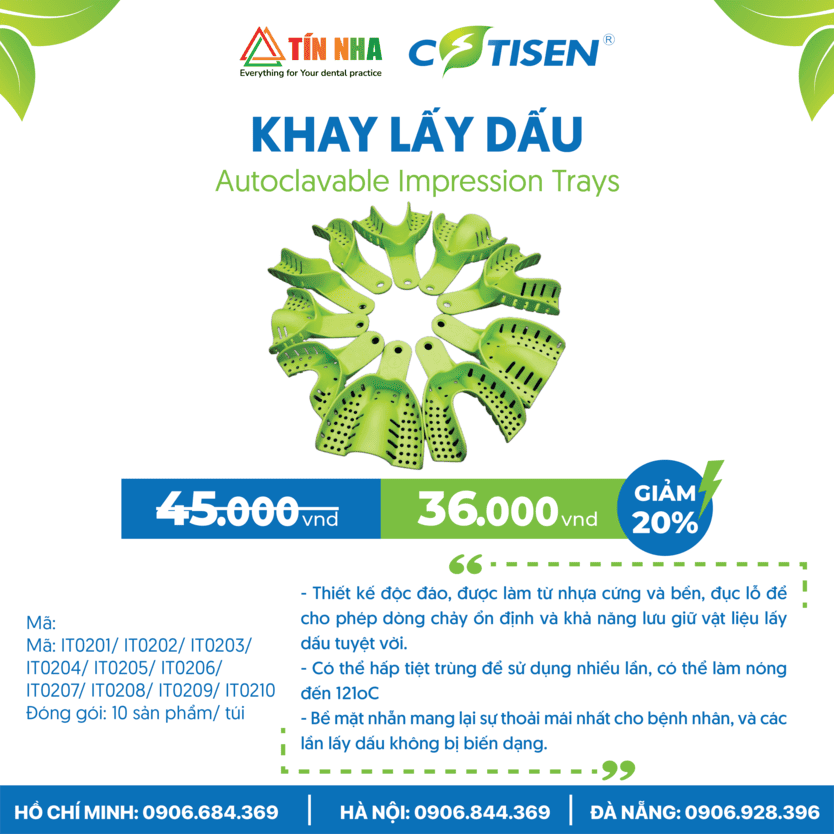 TÍN NHA
Everything for Your dental practice
COTISEN®
KHAY LẤY DẤU
Autoclavable Impression Trays
45.000 vnd
36.000 vnd
GIẢM
20%
- Thiết kế độc đáo, được làm từ nhựa cứng và bền, đục lỗ để
cho phép dòng chảy ổn định và khả năng lưu giữ vật liệu lấy
dấu tuyệt vời.
- Có thể hấp tiệt trùng để sử dụng nhiều lần, có thể làm nóng
đến 121oC
- Bề mặt nhẵn mang lại sự thoải mái nhất cho bệnh nhân, và các
lần lấy dấu không bị biến dạng.
Mã:
Mã: IT0201/ IT0202/ IT0203/
IT0204/ IT0205/ IT0206/
IT0207/ IT0208/ IT0209/ IT0210
Đóng gói: 10 sản phẩm/ túi
HỒ CHÍ MINH: 0906.684.369 | HÀ NỘI: 0906.844.369 | ĐÀ NẴNG: 0906.928.396